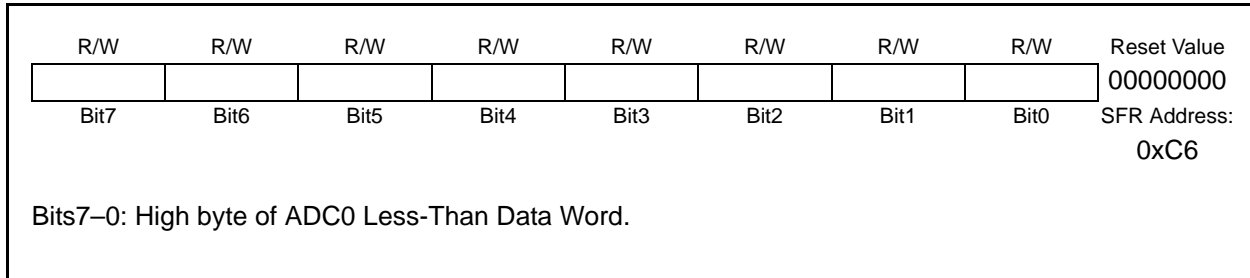 R/W R/W R/W R/W R/W R/W R/W R/W Reset Value
00000000
Bit7 Bit6 Bit5 Bit4 Bit3 Bit2 Bit1 Bit0 SFR Address:
0xC6
Bits7–0: High byte of ADC0 Less-Than Data Word.